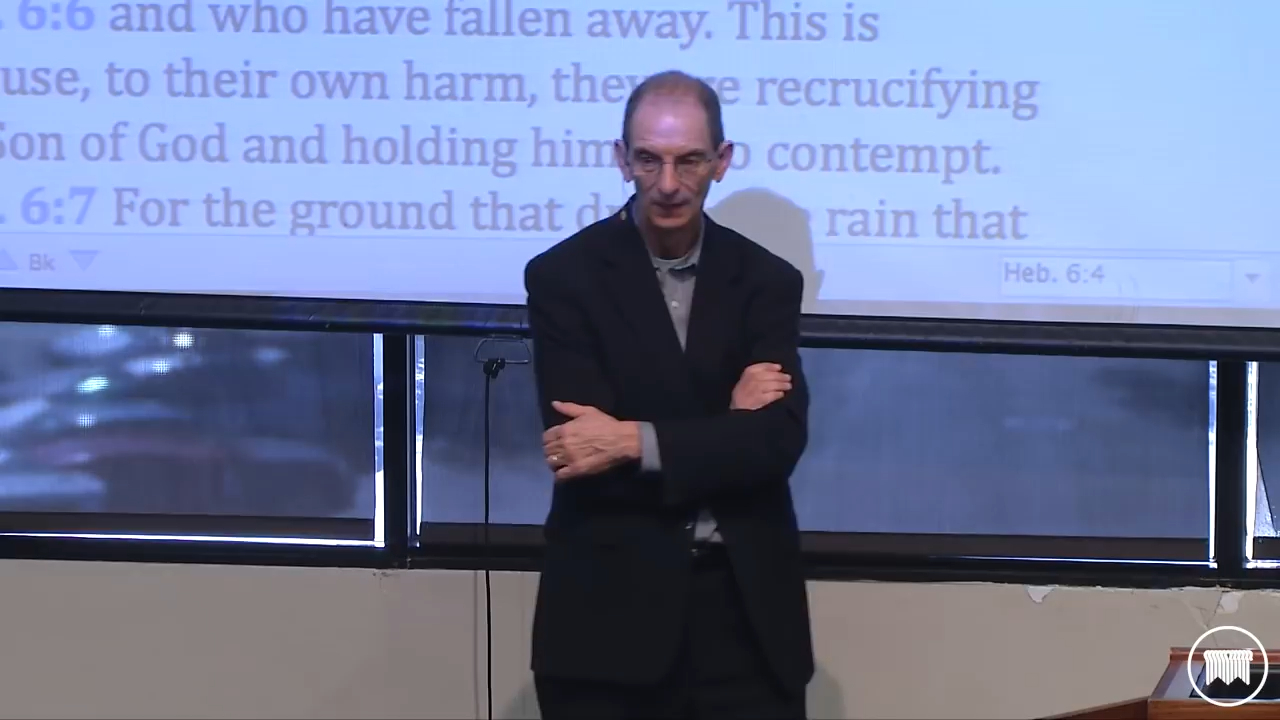 6:6 and who have fallen away. This is
use, to their own harm, they recrucifying
Son of God and holding him contempt.
6:7 For the ground that rain that
Bk
Heb. 6:4